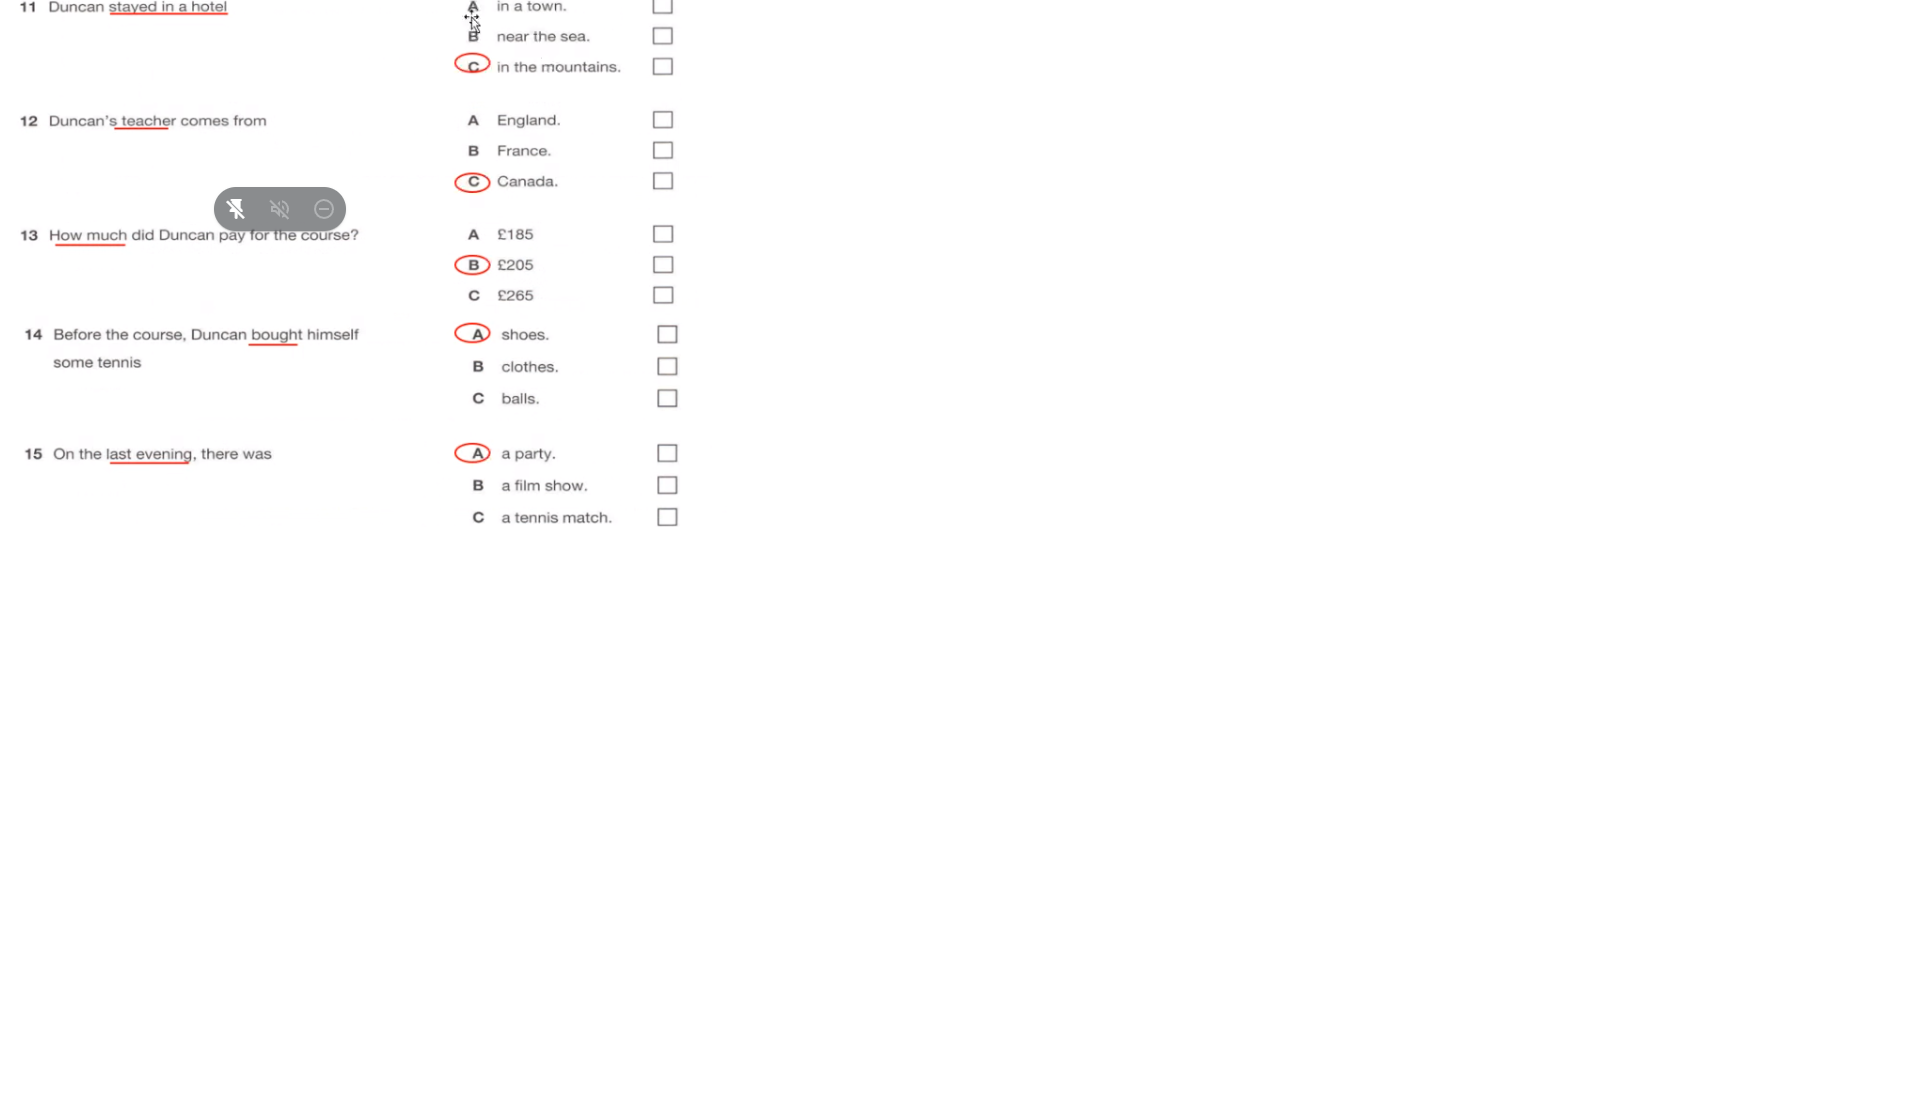 11 Duncan stayed in a hotel A in a town.
B near the sea.
C in the mountains.
12 Duncan's teacher comes from A England.
B France.
C Canada.
13 How much did Duncan pay for the course? A £185
B £205
C £265
14 Before the course, Duncan bought himself A shoes.
some tennis B clothes.
C balls.
15 On the last evening, there was A a party.
B a film show.
C a tennis match.